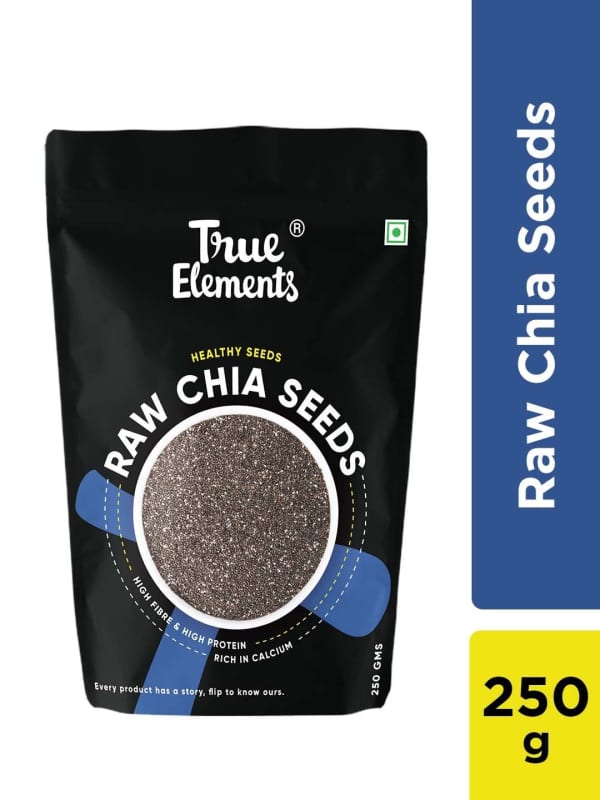 True
Elements
®
HEALTHY SEEDS
RAW CHIA SEEDS
HIGH FIBRE & HIGH PROTEIN
RICH IN CALCIUM
Every product has a story, flip to know ours.
250 GMS
Raw Chia Seeds
250
g